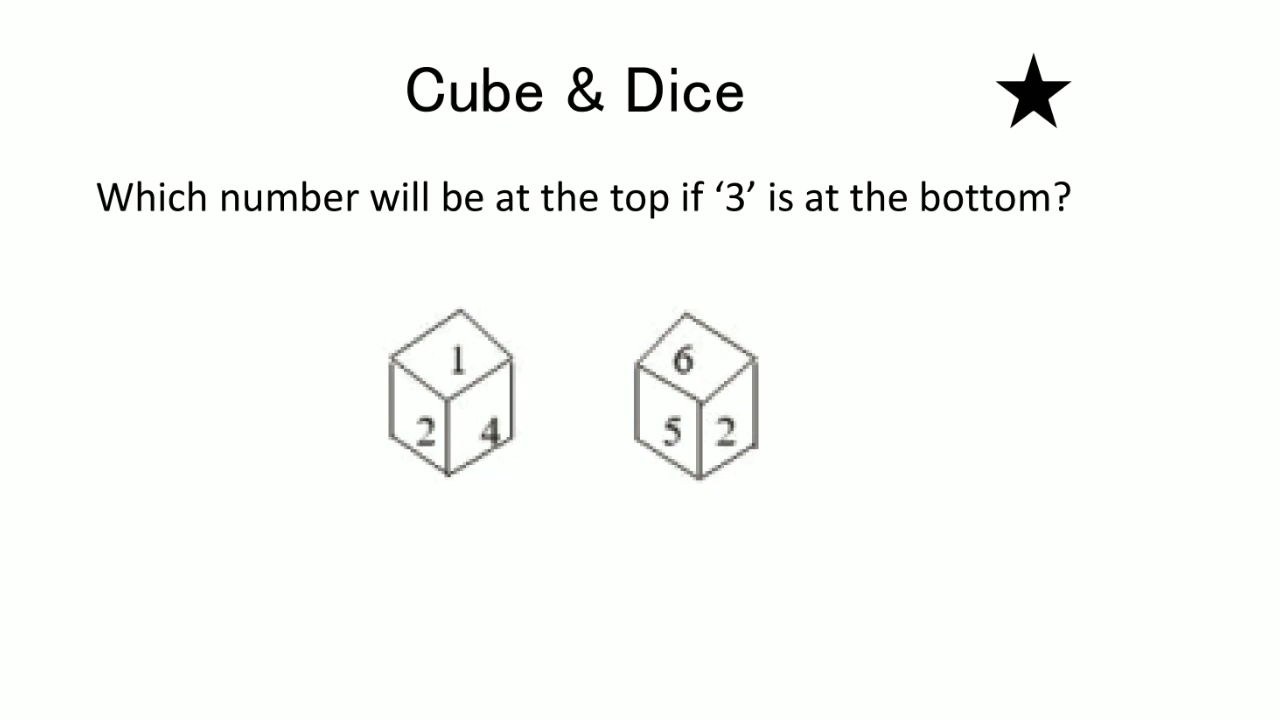 Cube & Dice
Which number will be at the top if ‘3’ is at the bottom?
1
2 4
6
5 2